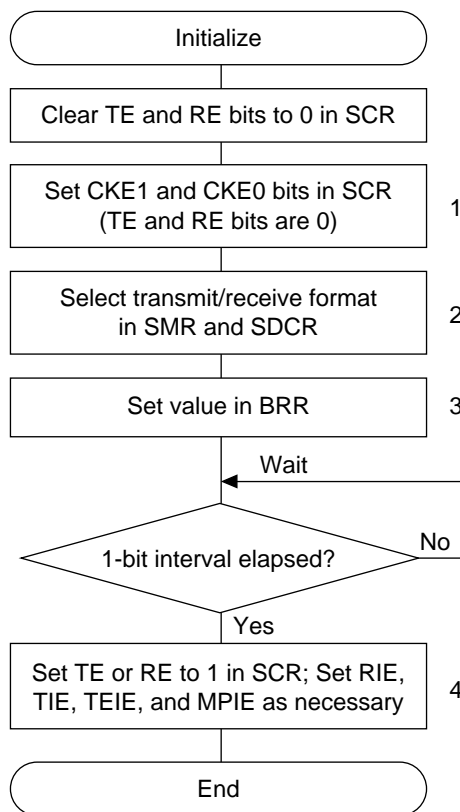 Initialize
Clear TE and RE bits to 0 in SCR
Set CKE1 and CKE0 bits in SCR
(TE and RE bits are 0)
1
Select transmit/receive format
in SMR and SDCR
2
Set value in BRR
3
Wait
1-bit interval elapsed?
No
Yes
Set TE or RE to 1 in SCR; Set RIE,
TIE, TEIE, and MPIE as necessary
4
End